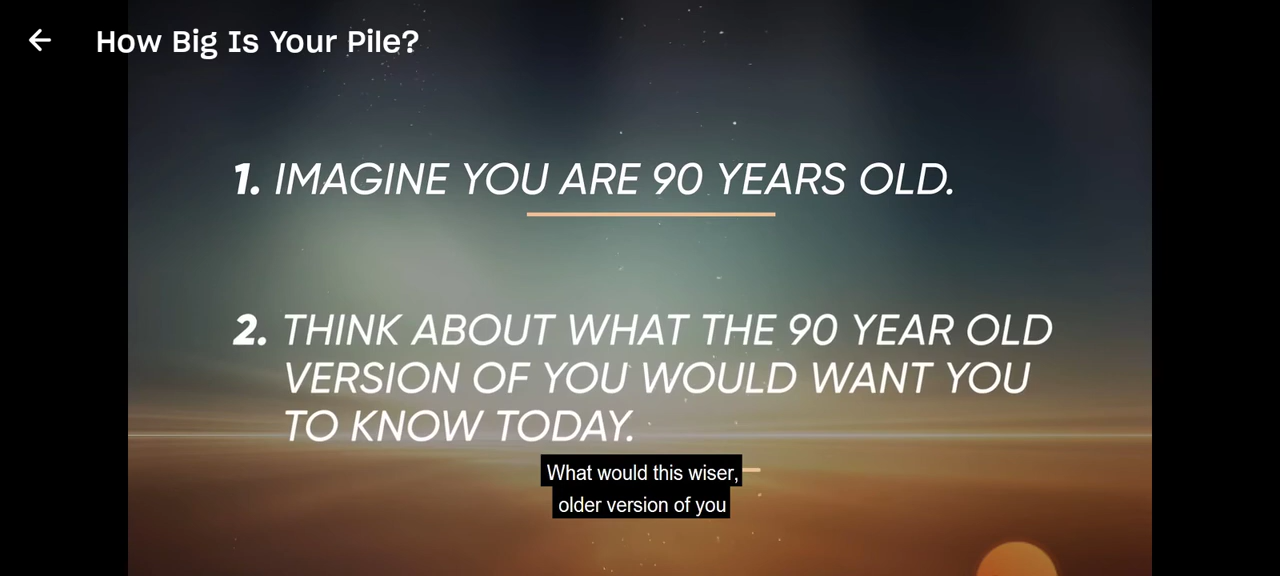 How Big Is Your Pile?
1. IMAGINE YOU ARE 90 YEARS OLD.
2. THINK ABOUT WHAT THE 90 YEAR OLD
VERSION OF YOU WOULD WANT YOU
TO KNOW TODAY.
What would this wiser,
older version of you